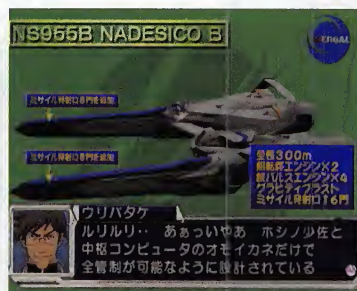 NS955B NADESICO B
NERGAL
ミサイル発射口8門を追加
ミサイル発射口8門を追加
全長300m
相転移エンジン×2
核パルスエンジン×4
グラビティブラスト
ミサイル発射口16門
ウリバタケ
ルリルリ‥ あぁっいやあ ホシノ少佐と
中枢コンピュータのオモイカネだけで
全管制が可能なように設計されている